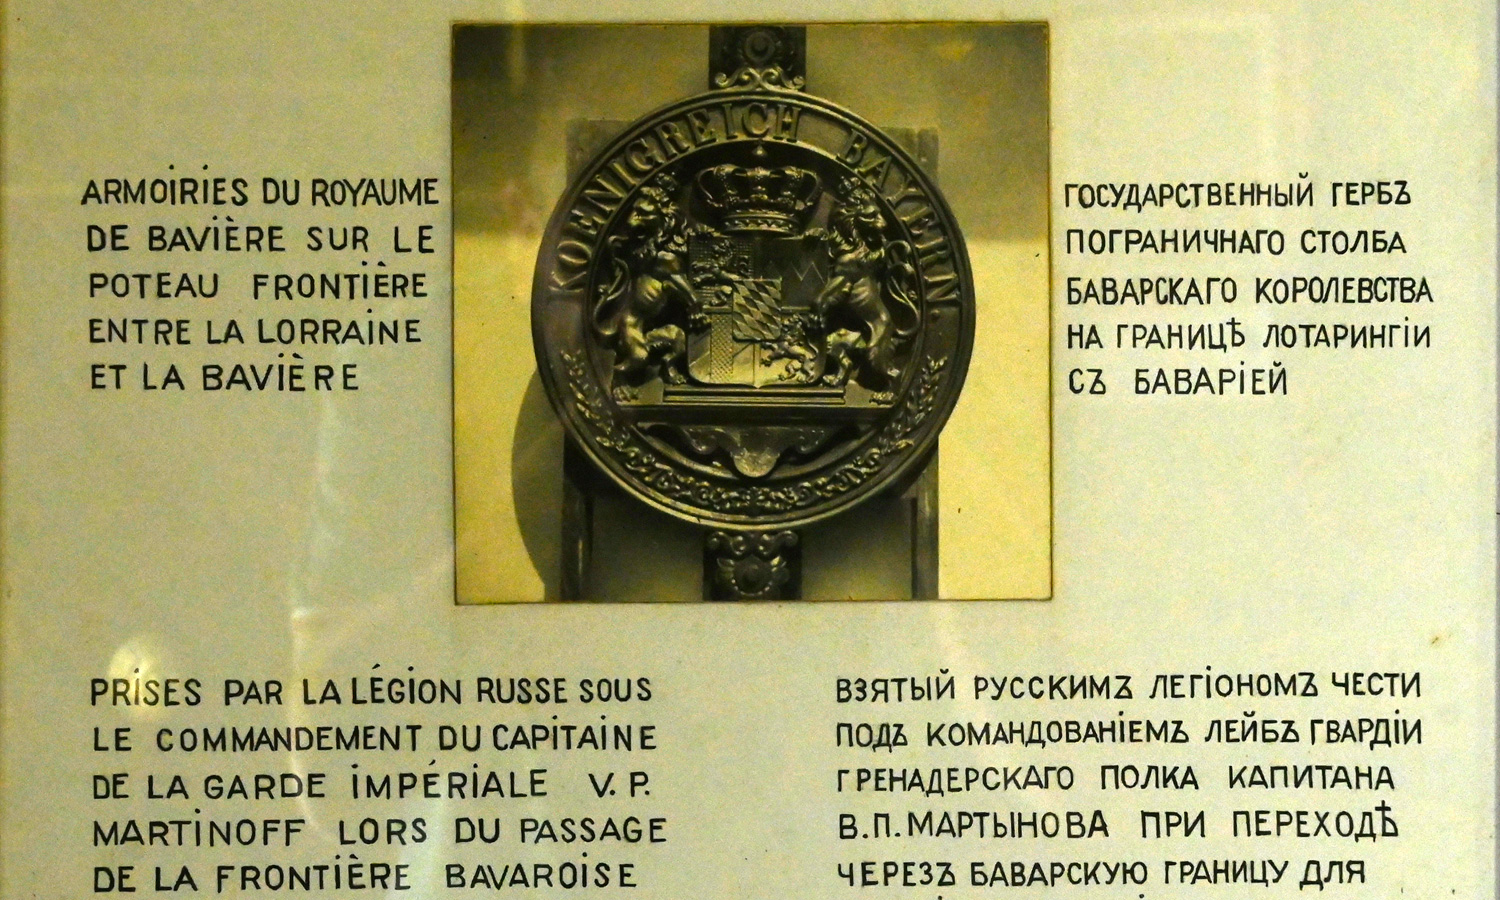 KOENIGREICH BAYERN.
ARMOIRIES DU ROYAUME
DE BAVIÈRE SUR LE
POTEAU FRONTIÈRE
ENTRE LA LORRAINE
ET LA BAVIÈRE
ГОСУДАРСТВЕННЫЙ ГЕРБЪ
ПОГРАНИЧНАГО СТОЛБА
БАВАРСКАГО КОРОЛЕВСТВА
НА ГРАНИЦѢ ЛОТАРИНГІИ
СЪ БАВАРІЕЙ
PRISES PAR LA LÉGION RUSSE SOUS
LE COMMANDEMENT DU CAPITAINE
DE LA GARDE IMPÉRIALE V. P.
MARTINOFF LORS DU PASSAGE
DE LA FRONTIÈRE BAVAROISE
ВЗЯТЫЙ РУССКИМЪ ЛЕГІОНОМЪ ЧЕСТИ
ПОДЪ КОМАНДОВАНІЕМЪ ЛЕЙБЪ ГВАРДІИ
ГРЕНАДЕРСКАГО ПОЛКА КАПИТАНА
В.П. МАРТЫНОВА ПРИ ПЕРЕХОДѢ
ЧЕРЕЗЪ БАВАРСКУЮ ГРАНИЦУ ДЛЯ